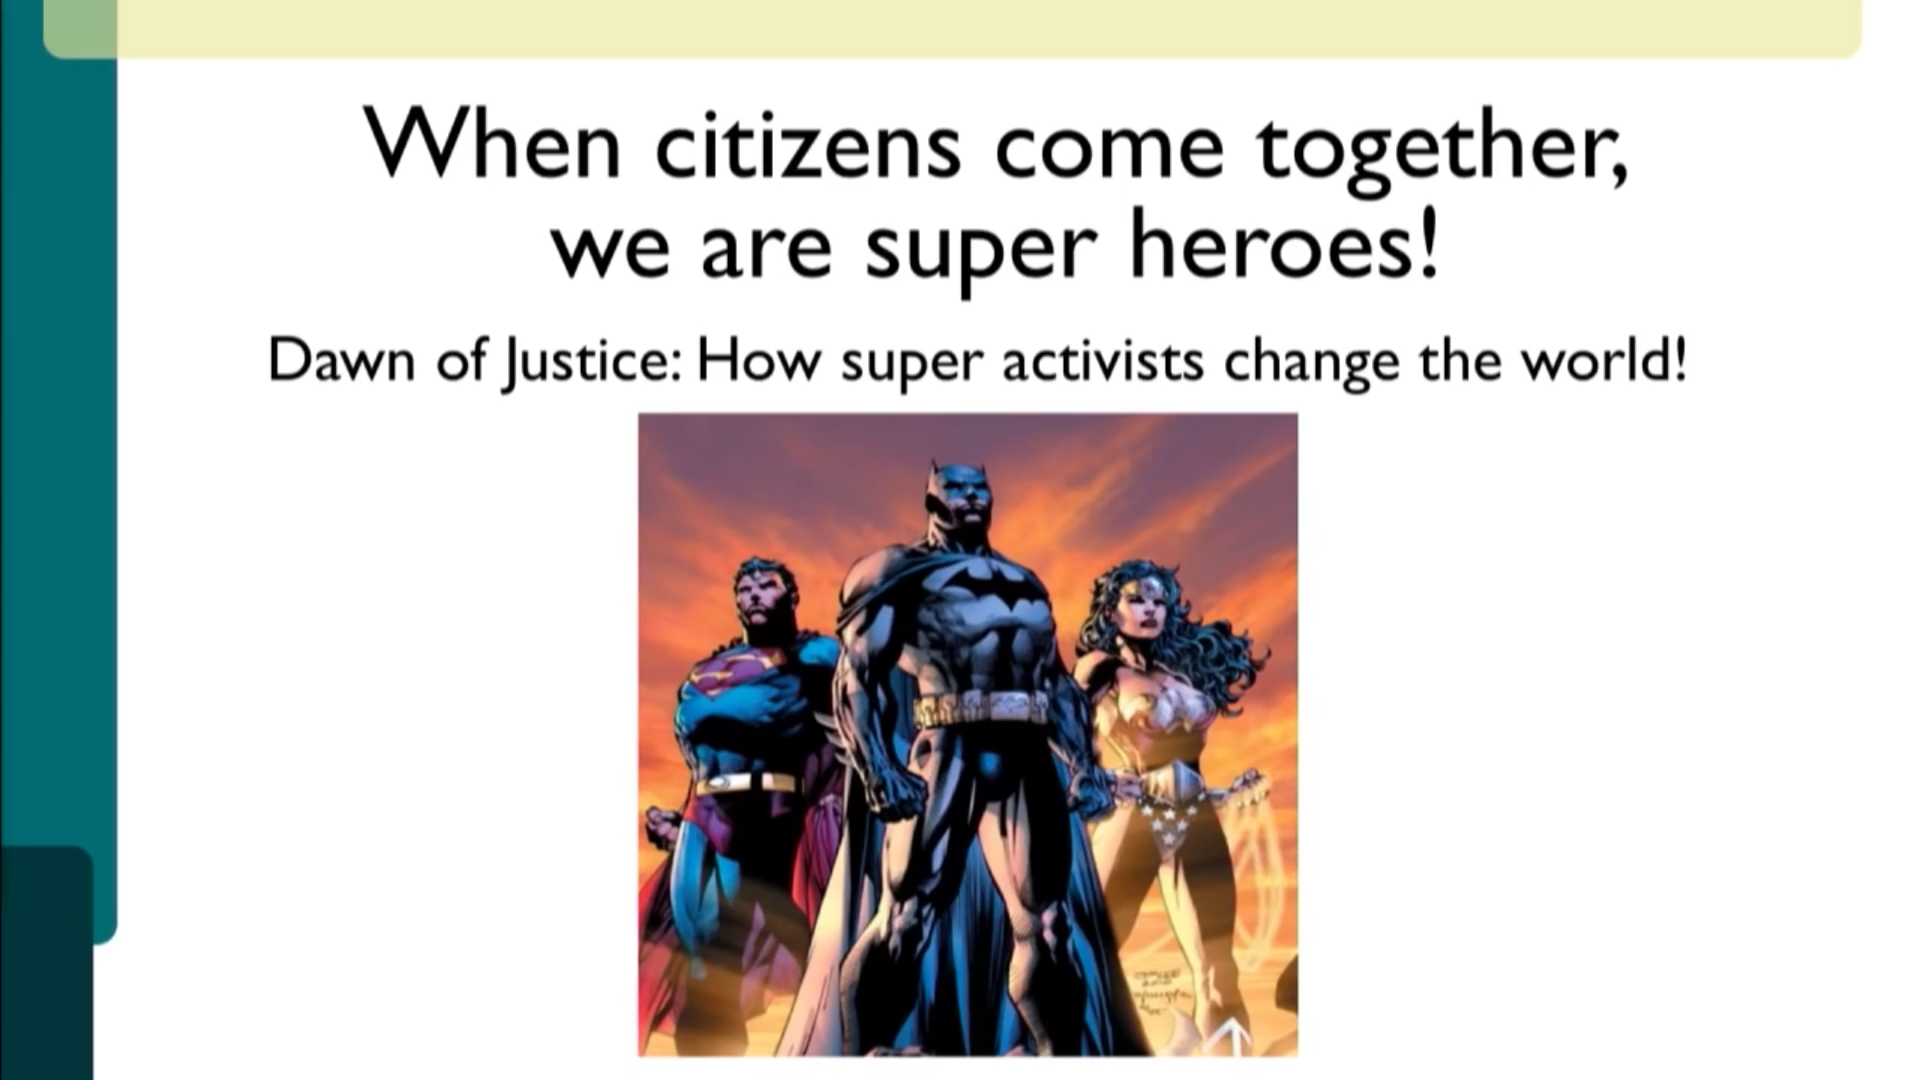 When citizens come together,
we are super heroes!
Dawn of Justice: How super activists change the world!